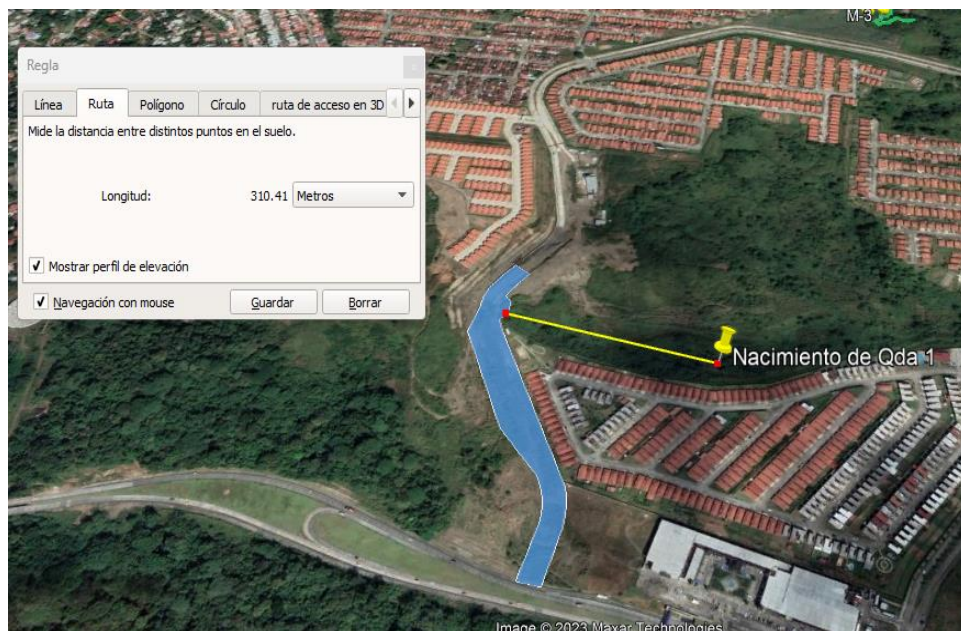 M-3
Regla
Línea Ruta Polígono Círculo ruta de acceso en 3D
Mide la distancia entre distintos puntos en el suelo.
Longitud: 310.41 Metros
Mostrar perfil de elevación
Navegación con mouse Guardar Borrar
Nacimiento de Qda 1
Image © 2023 Maxar Technologies